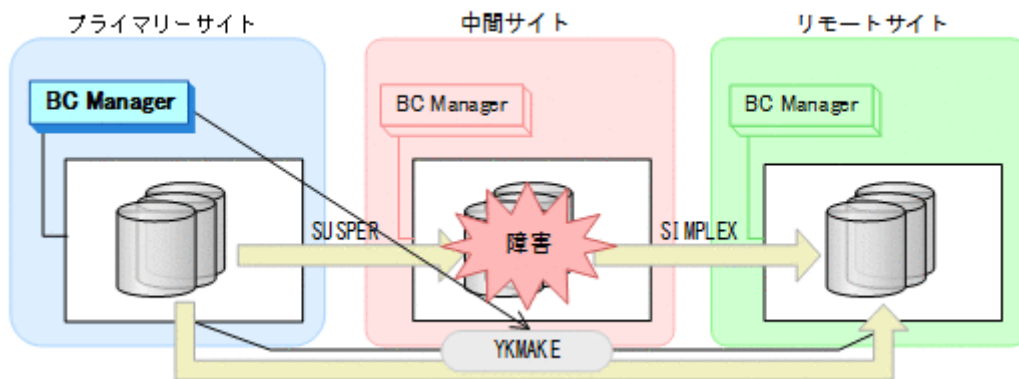 プライマリーサイト
中間サイト
リモートサイト
BC Manager
BC Manager
BC Manager
SUSPER
障害
SIMPLEX
YKMAKE